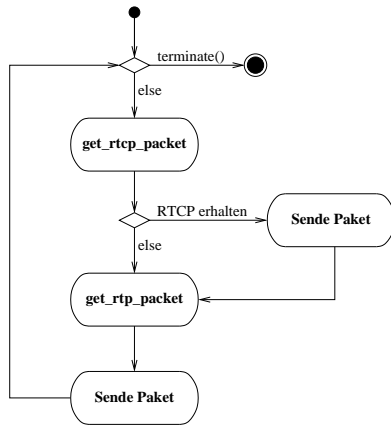 terminate()
else
get_rtcp_packet
RTCP erhalten
Sende Paket
else
get_rtp_packet
Sende Paket